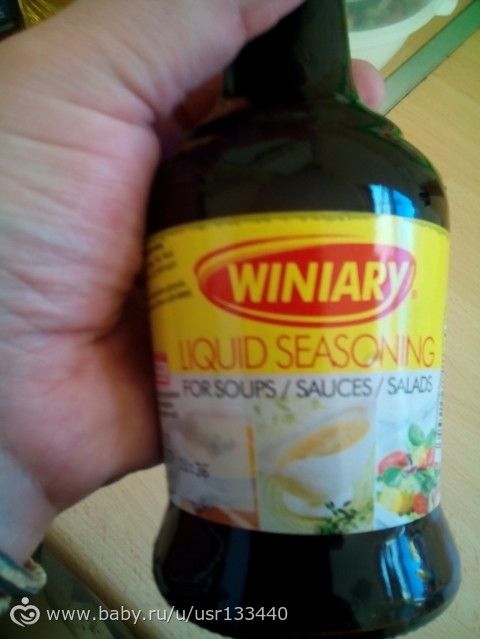 WINIARY®
LIQUID SEASONING
FOR SOUPS / SAUCES / SALADS
www.baby.ru/u/usr133440